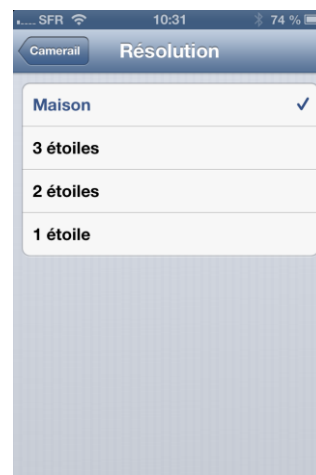 SFR 10:31 74 %
Camerail Résolution
Maison
3 étoiles
2 étoiles
1 étoile